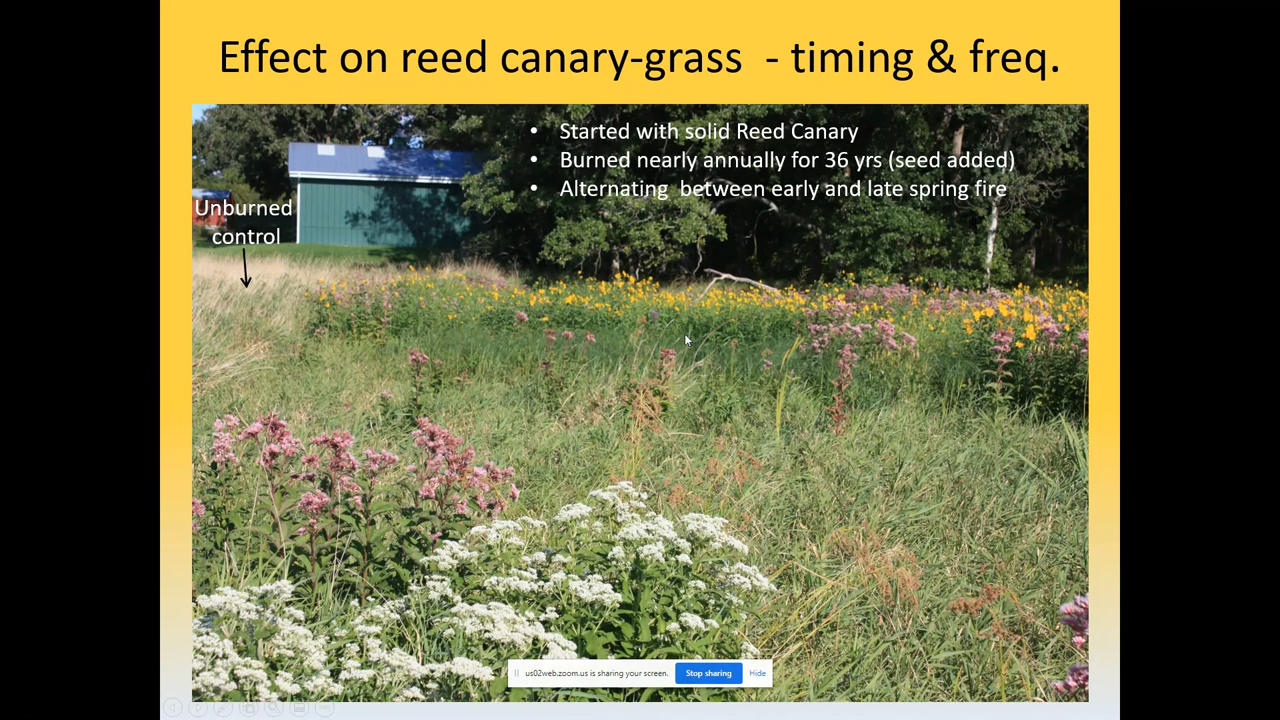 Effect on reed canary-grass  - timing & freq.
• Started with solid Reed Canary
• Burned nearly annually for 36 yrs (seed added)
• Alternating  between early and late spring fire
Unburned
control
us02web.zoom.us is sharing your screen. Stop sharing Hide